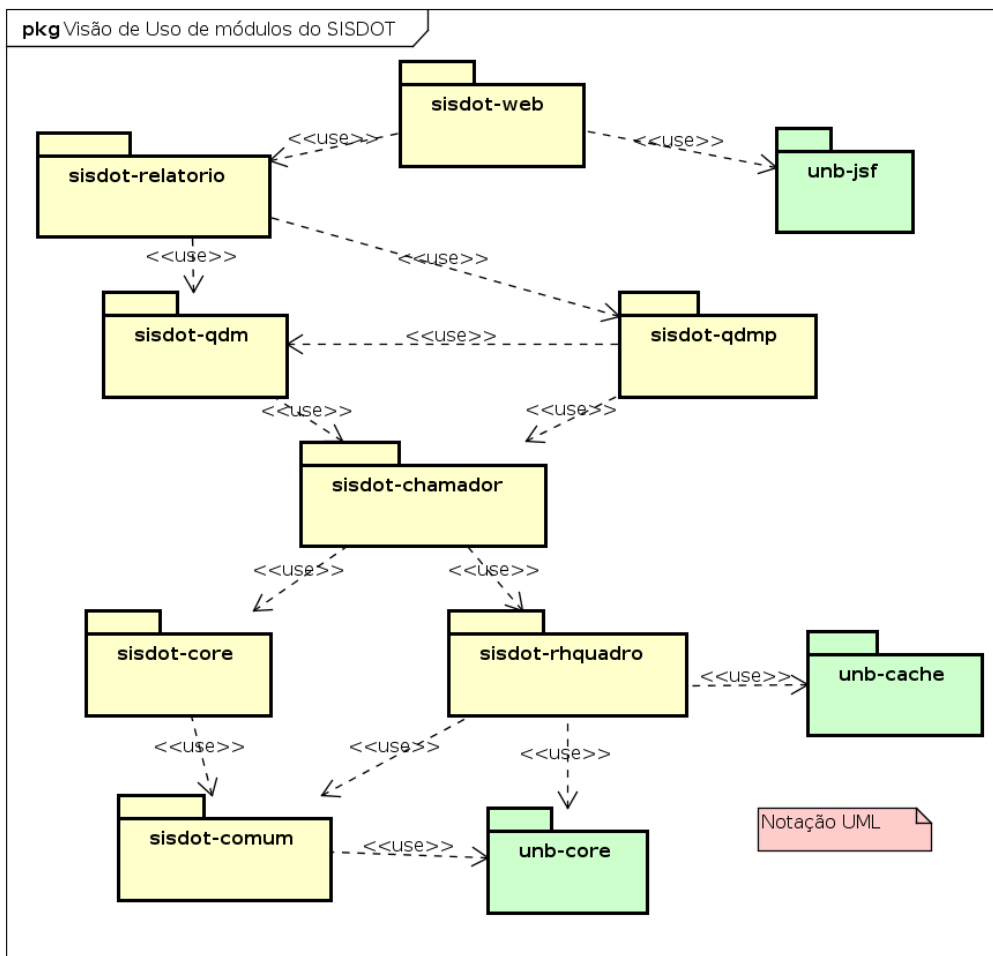 pkg Visão de Uso de módulos do SISDOT
sisdot-web
<<use>>
<<use>>
sisdot-relatorio
unb-jsf
<<use>>
<<use>>
sisdot-qdm
<<use>>
sisdot-qdmp
<<use>>
<<use>>
sisdot-chamador
<<use>>
<<use>>
sisdot-core
sisdot-rhquadro
<<use>>
unb-cache
<<use>>
<<use>>
<<use>>
sisdot-comum
<<use>>
unb-core
Notação UML